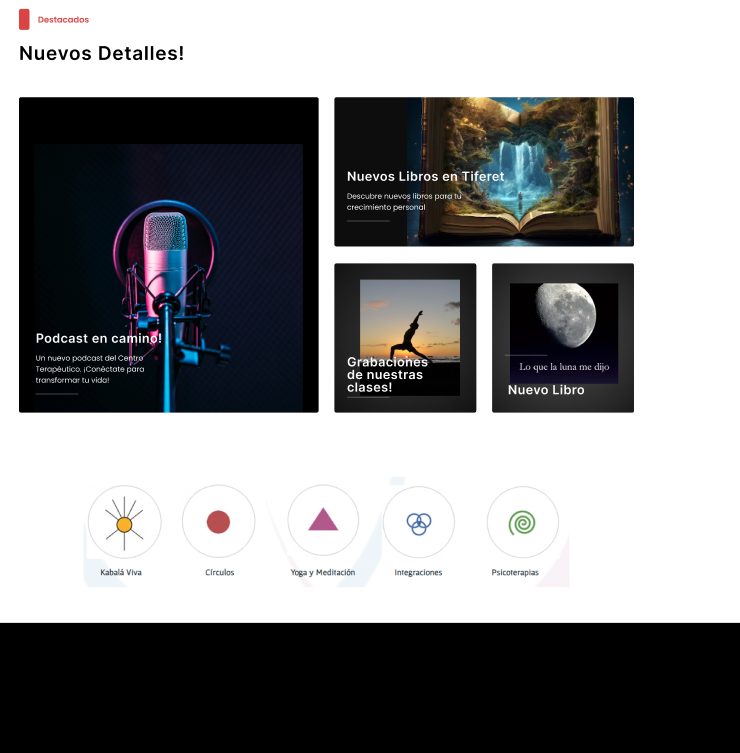 Destacados
Nuevos Detalles!
Podcast en camino!
Un nuevo podcast del Centro
Terapéutico. ¡Conéctate para
transformar tu vida!
Nuevos Libros en Tiferet
Descubre nuevos libros para tu
crecimiento personal
Grabaciones
de nuestras
clases!
Lo que la luna me dijo
Nuevo Libro
Kabalá Viva
Círculos
Yoga y Meditación
Integraciones
Psicoterapias